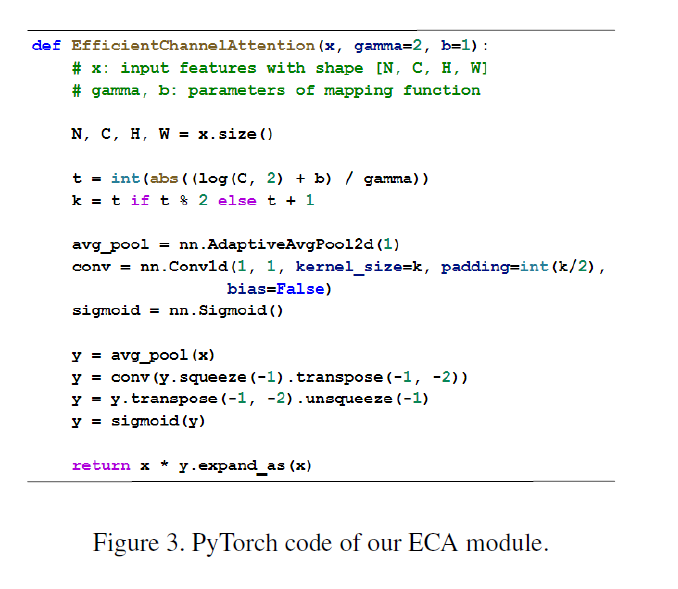 def EfficientChannelAttention(x, gamma=2, b=1):
# x: input features with shape [N, C, H, W]
# gamma, b: parameters of mapping function
N, C, H, W = x.size()
t = int(abs((log(C, 2) + b) / gamma))
k = t if t % 2 else t + 1
avg_pool = nn.AdaptiveAvgPool2d(1)
conv = nn.Conv1d(1, 1, kernel_size=k, padding=int(k/2),
bias=False)
sigmoid = nn.Sigmoid()
y = avg_pool(x)
y = conv(y.squeeze(-1).transpose(-1, -2))
y = y.transpose(-1, -2).unsqueeze(-1)
y = sigmoid(y)
return x * y.expand_as(x)
Figure 3. PyTorch code of our ECA module.